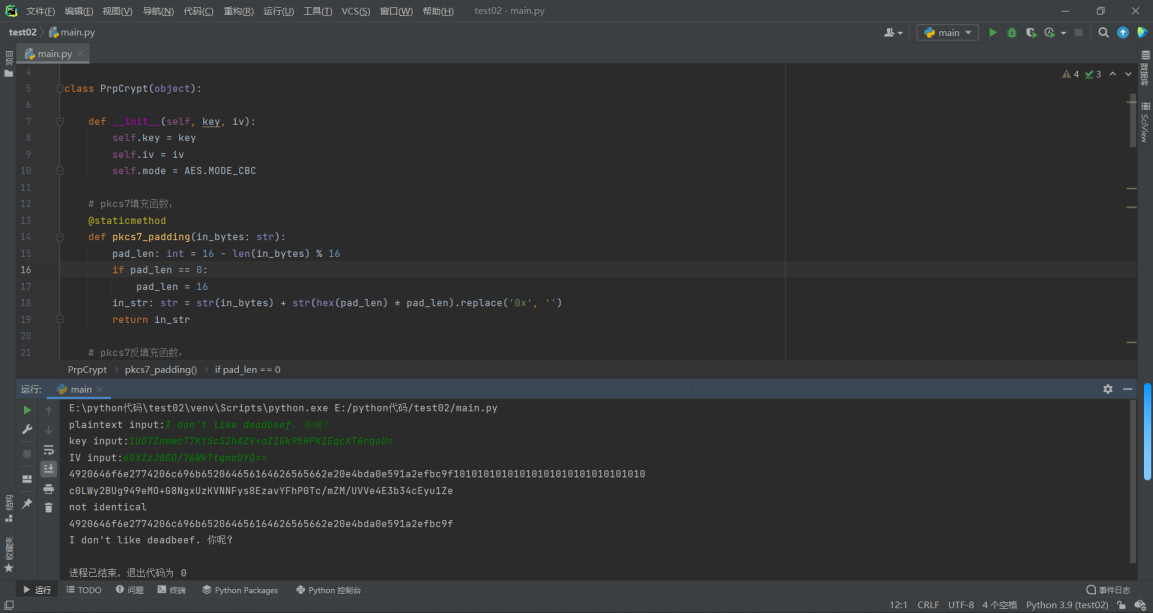 文件(F) 编辑(E) 视图(V) 导航(N) 代码(C) 重构(R) 运行(U) 工具(T) VCS(S) 窗口(W) 帮助(H) test02 - main.py
test02 main.py main
main.py
项目
4 3
数据库
SciView
4
5 class PrpCrypt(object):
6
7 def __init__(self, key, iv):
8 self.key = key
9 self.iv = iv
10 self.mode = AES.MODE_CBC
11
12 # pkcs7填充函数:
13 @staticmethod
14 def pkcs7_padding(in_bytes: str):
15 pad_len: int = 16 - len(in_bytes) % 16
16 if pad_len == 0:
17 pad_len = 16
18 in_str: str = str(in_bytes) + str(hex(pad_len) * pad_len).replace('0x', '')
19 return in_str
20
21 # pkcs7反填充函数:
PrpCrypt pkcs7_padding() if pad_len == 0
运行: main
E:\python代码\test02\venv\Scripts\python.exe E:/python代码/test02/main.py
plaintext input:I don't like deadbeef. 你呢?
key input:
IV input:
4920646f6e2774206c696b65206465616462656565662e20e4bda0e591a2efbc9f10101010101010101010101010101010
not identical
4920646f6e2774206c696b65206465616462656565662e20e4bda0e591a2efbc9f
I don't like deadbeef. 你呢?
进程已结束，退出代码为 0
结构
收藏夹
运行 TODO 问题 终端 Python Packages Python 控制台 事件日志
12:1 CRLF UTF-8 4 个空格 Python 3.9 (test02)